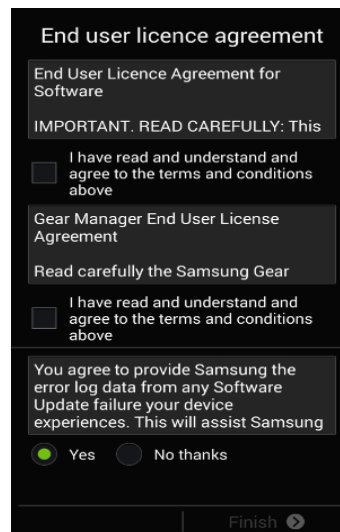 End user licence agreement
End User Licence Agreement for
Software
IMPORTANT. READ CAREFULLY: This
I have read and understand and
agree to the terms and conditions
above
Gear Manager End User License
Agreement
Read carefully the Samsung Gear
I have read and understand and
agree to the terms and conditions
above
You agree to provide Samsung the
error log data from any Software
Update failure your device
experiences. This will assist Samsung
Yes No thanks
Finish